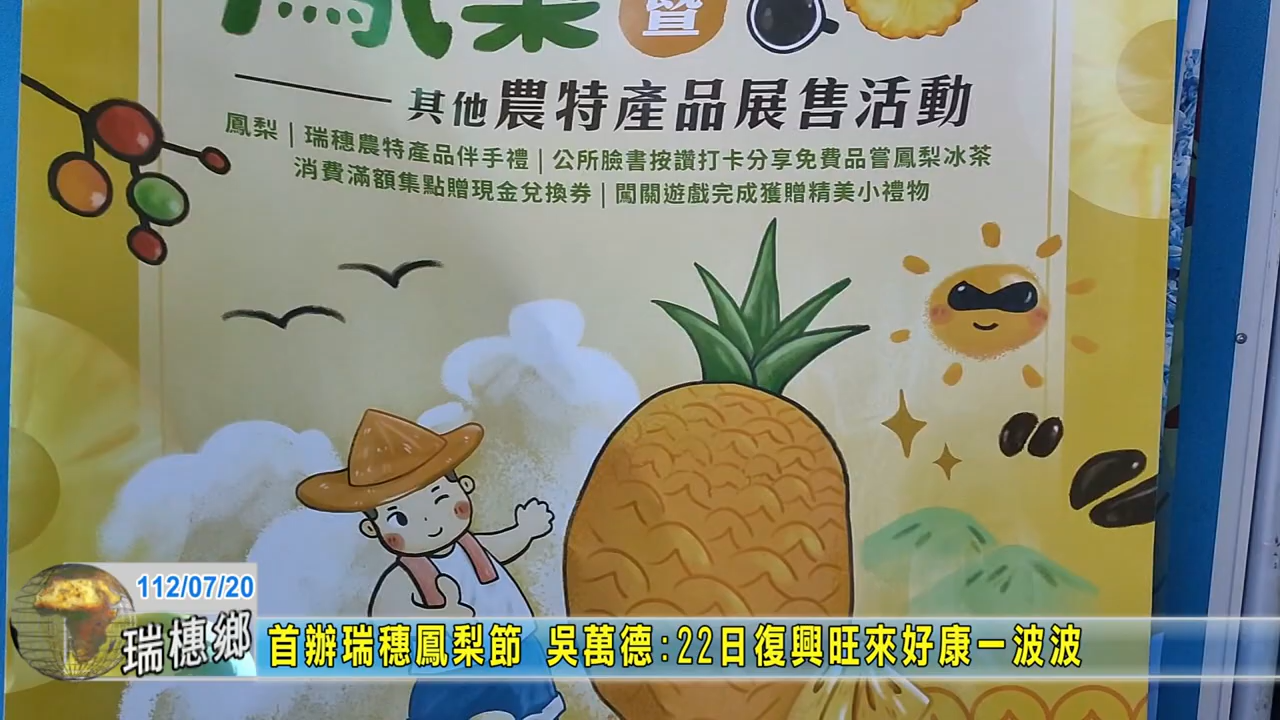 鳳梨暨
其他農特產品展售活動
鳳梨｜瑞穗農特產品伴手禮｜公所臉書按讚打卡分享免費品嘗鳳梨冰茶
消費滿額集點贈現金兌換券｜闖關遊戲完成獲贈精美小禮物
112/07/20
瑞穗鄉
首辦瑞穗鳳梨節 吳萬德:22日復興旺來好康一波波